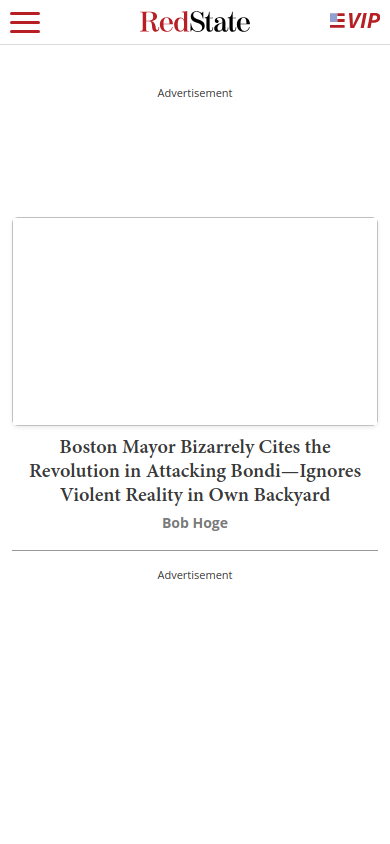 RedState
VIP
Advertisement
Boston Mayor Bizarrely Cites the
Revolution in Attacking Bondi—Ignores
Violent Reality in Own Backyard
Bob Hoge
Advertisement